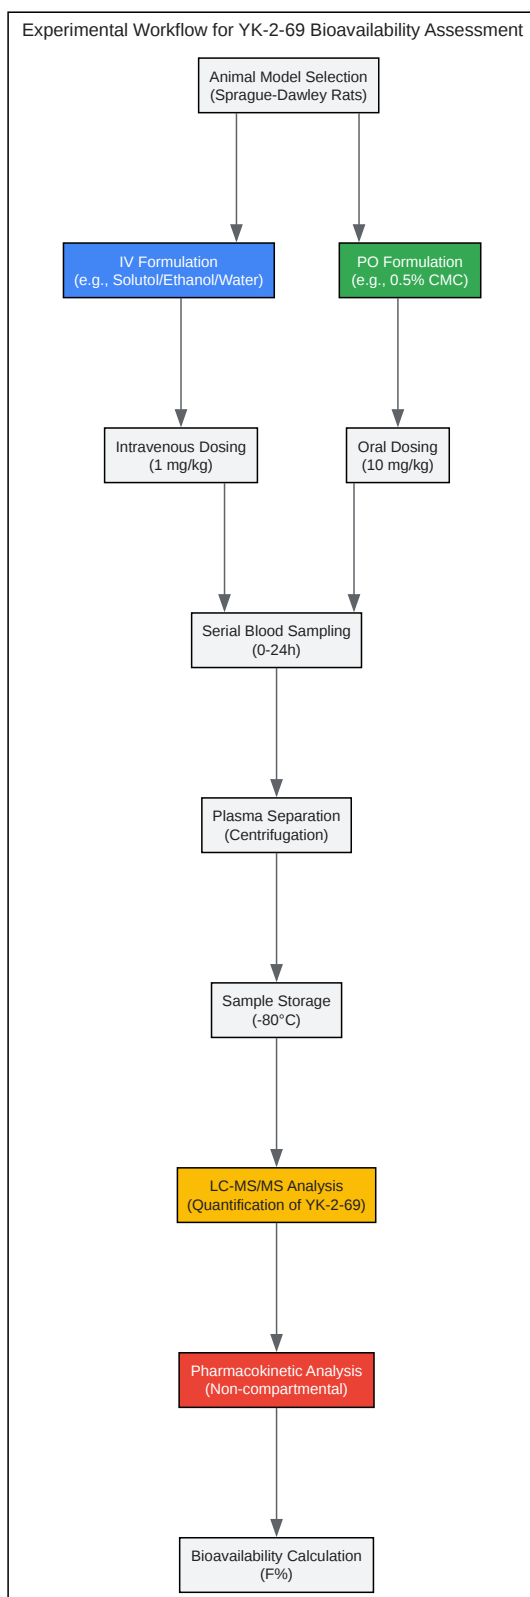 Experimental Workflow for YK-2-69 Bioavailability Assessment
Animal Model Selection
(Sprague-Dawley Rats)
IV Formulation
(e.g., Solutol/Ethanol/Water)
PO Formulation
(e.g., 0.5% CMC)
Intravenous Dosing
(1 mg/kg)
Oral Dosing
(10 mg/kg)
Serial Blood Sampling
(0-24h)
Plasma Separation
(Centrifugation)
Sample Storage
(-80°C)
LC-MS/MS Analysis
(Quantification of YK-2-69)
Pharmacokinetic Analysis
(Non-compartmental)
Bioavailability Calculation
(F%)